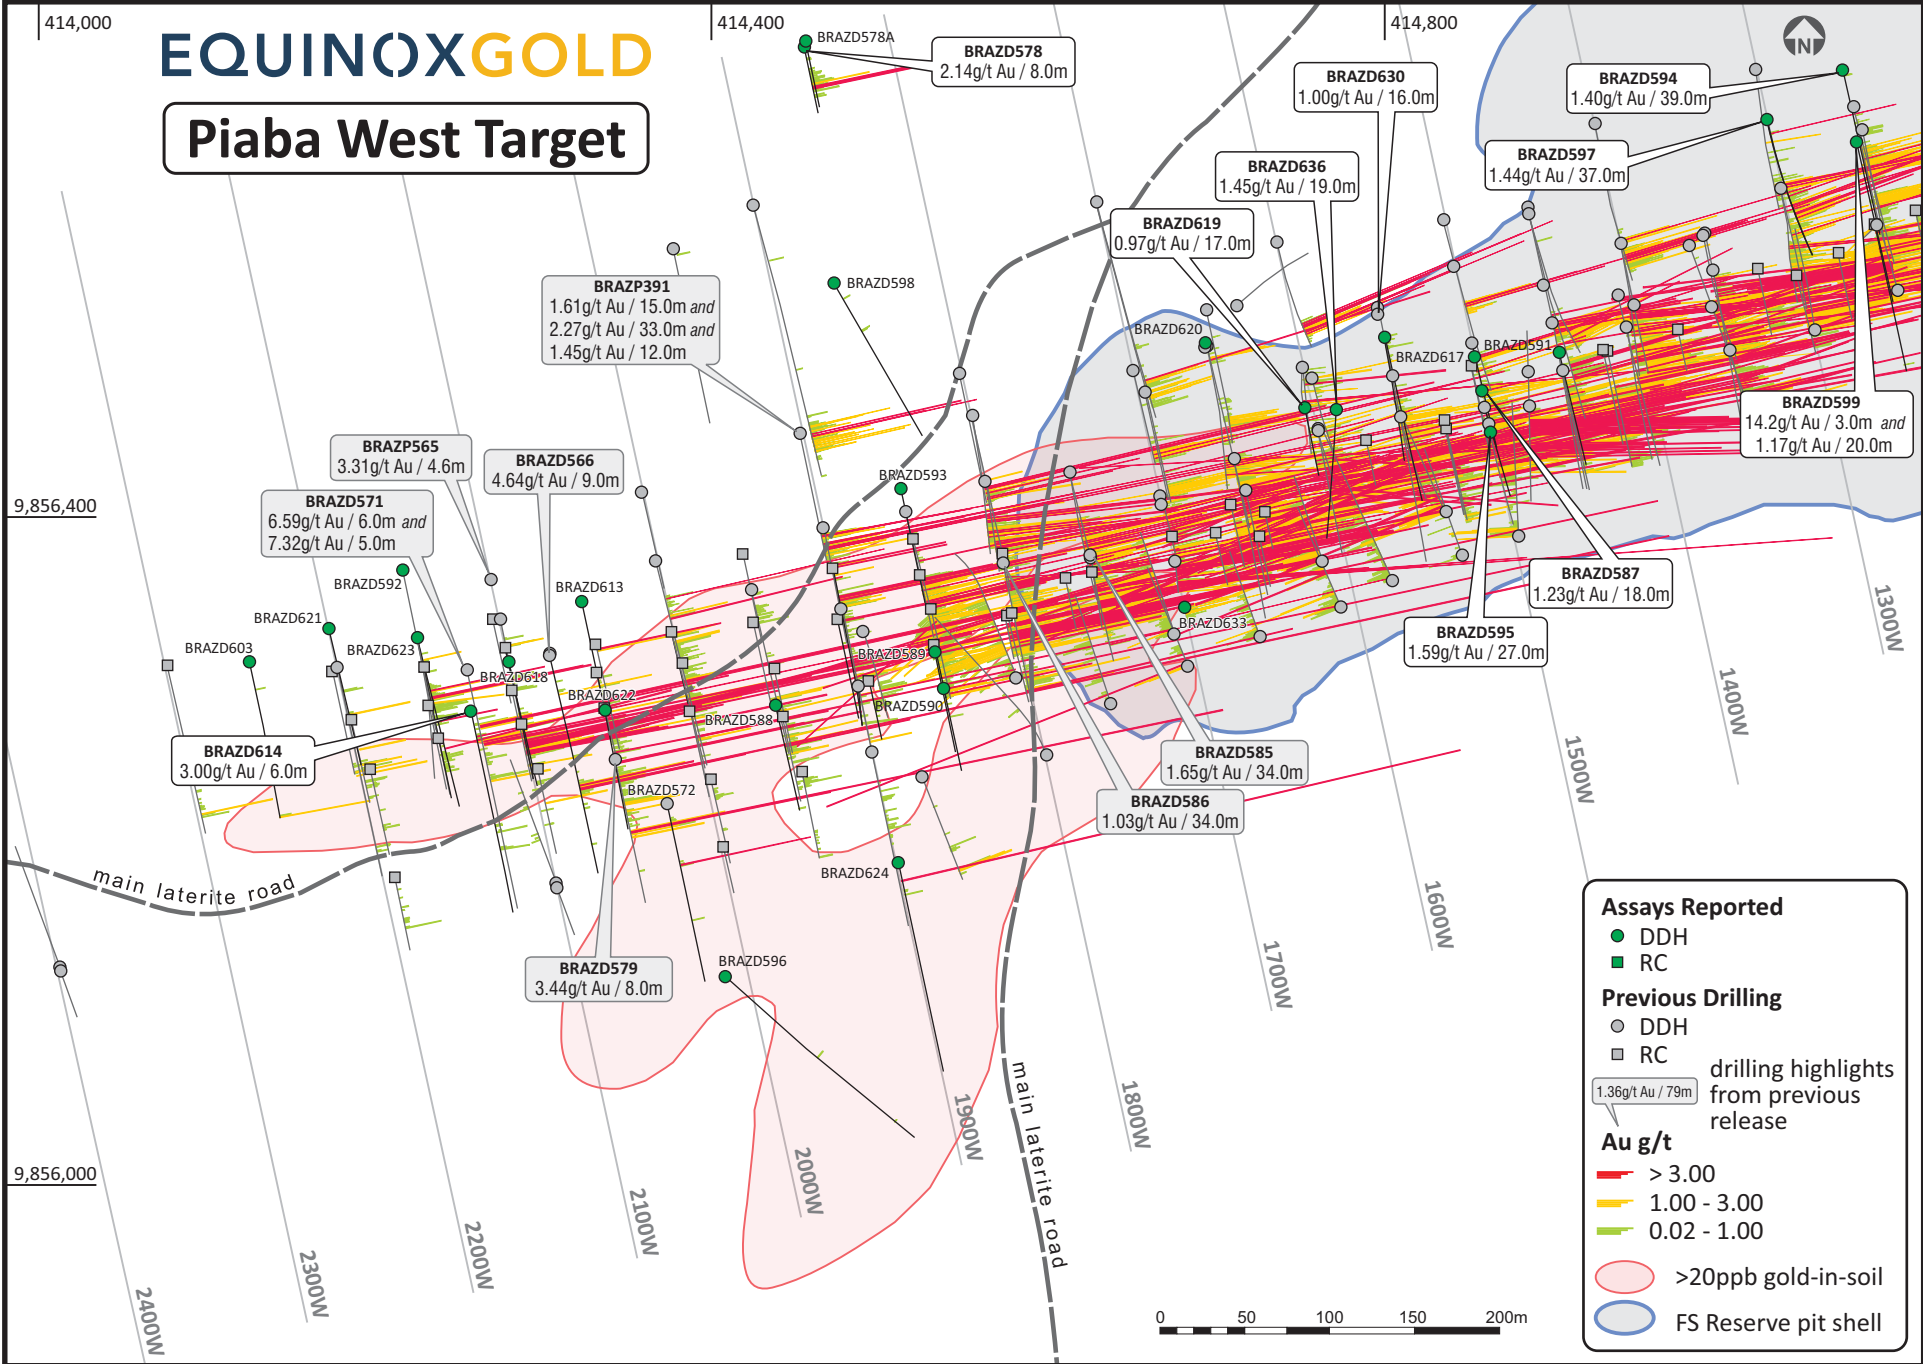 414,000
414,400
414,800
EQUINOXGOLD
Piaba West Target
N
BRAZD578A
BRAZD578
2.14g/t Au / 8.0m
BRAZD630
1.00g/t Au / 16.0m
BRAZD594
1.40g/t Au / 39.0m
BRAZD597
1.44g/t Au / 37.0m
BRAZD636
1.45g/t Au / 19.0m
BRAZD619
0.97g/t Au / 17.0m
BRAZD598
BRAZP391
1.61g/t Au / 15.0m and
2.27g/t Au / 33.0m and
1.45g/t Au / 12.0m
BRAZD620
BRAZD617
BRAZD591
BRAZD599
14.2g/t Au / 3.0m and
1.17g/t Au / 20.0m
BRAZP565
3.31g/t Au / 4.6m
BRAZD566
4.64g/t Au / 9.0m
BRAZD593
BRAZD571
6.59g/t Au / 6.0m and
7.32g/t Au / 5.0m
9,856,400
BRAZD592
BRAZD613
BRAZD587
1.23g/t Au / 18.0m
BRAZD621
BRAZD603
BRAZD623
BRAZD618
BRAZD622
BRAZD589
BRAZD633
BRAZD595
1.59g/t Au / 27.0m
BRAZD588
BRAZD590
BRAZD614
3.00g/t Au / 6.0m
BRAZD585
1.65g/t Au / 34.0m
BRAZD572
BRAZD586
1.03g/t Au / 34.0m
BRAZD624
main laterite road
BRAZD579
3.44g/t Au / 8.0m
BRAZD596
main laterite road
9,856,000
1300W
1400W
1500W
1600W
1700W
1800W
1900W
2000W
2100W
2200W
2300W
2400W
0 50 100 150 200m
Assays Reported
DDH
RC
Previous Drilling
DDH
RC
1.36g/t Au / 79m
drilling highlights
from previous
release
Au g/t
> 3.00
1.00 - 3.00
0.02 - 1.00
>20ppb gold-in-soil
FS Reserve pit shell